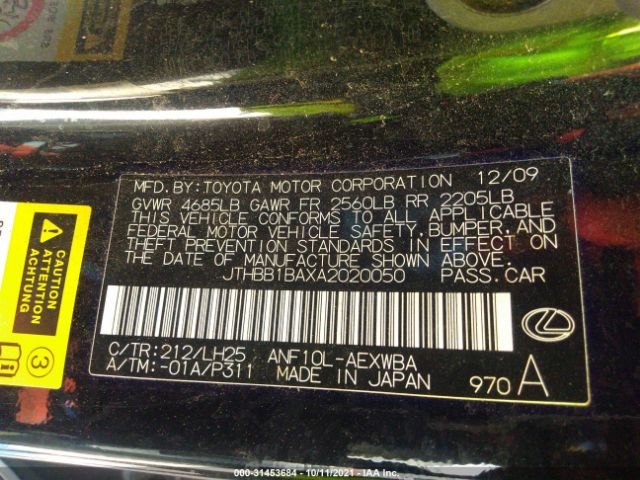 MFD. BY: TOYOTA MOTOR CORPORATION 12/09
GVWR 4685LB GAWR FR 2560LB RR 2205LB
THIS VEHICLE CONFORMS TO ALL APPLICABLE
FEDERAL MOTOR VEHICLE SAFETY, BUMPER, AND
THEFT PREVENTION STANDARDS IN EFFECT ON
THE DATE OF MANUFACTURE SHOWN ABOVE.
JTHBB1BAXA2020050 PASS.CAR
C/TR:212/LH25 ANF10L-AEXWBA
A/TM:-01A/P311 MADE IN JAPAN 970 A
CAUTION
ATTENTION
ACHTUNG
3
000-31453684 - 10/11/2021 - IAA Inc.